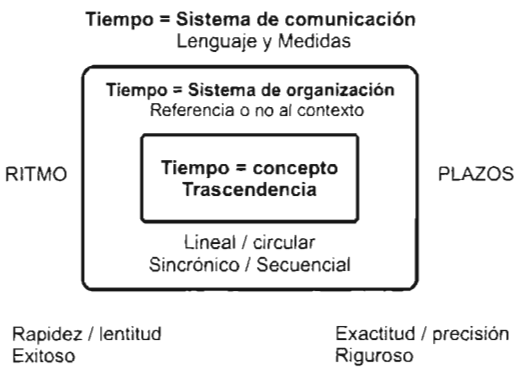 Tiempo = Sistema de comunicación
Lenguaje y Medidas
Tiempo = Sistema de organización
Referencia o no al contexto
RITMO
Tiempo = concepto
Trascendencia
PLAZOS
Lineal / circular
Sincrónico / Secuencial
Rapidez / lentitud
Exitoso
Exactitud / precisión
Riguroso